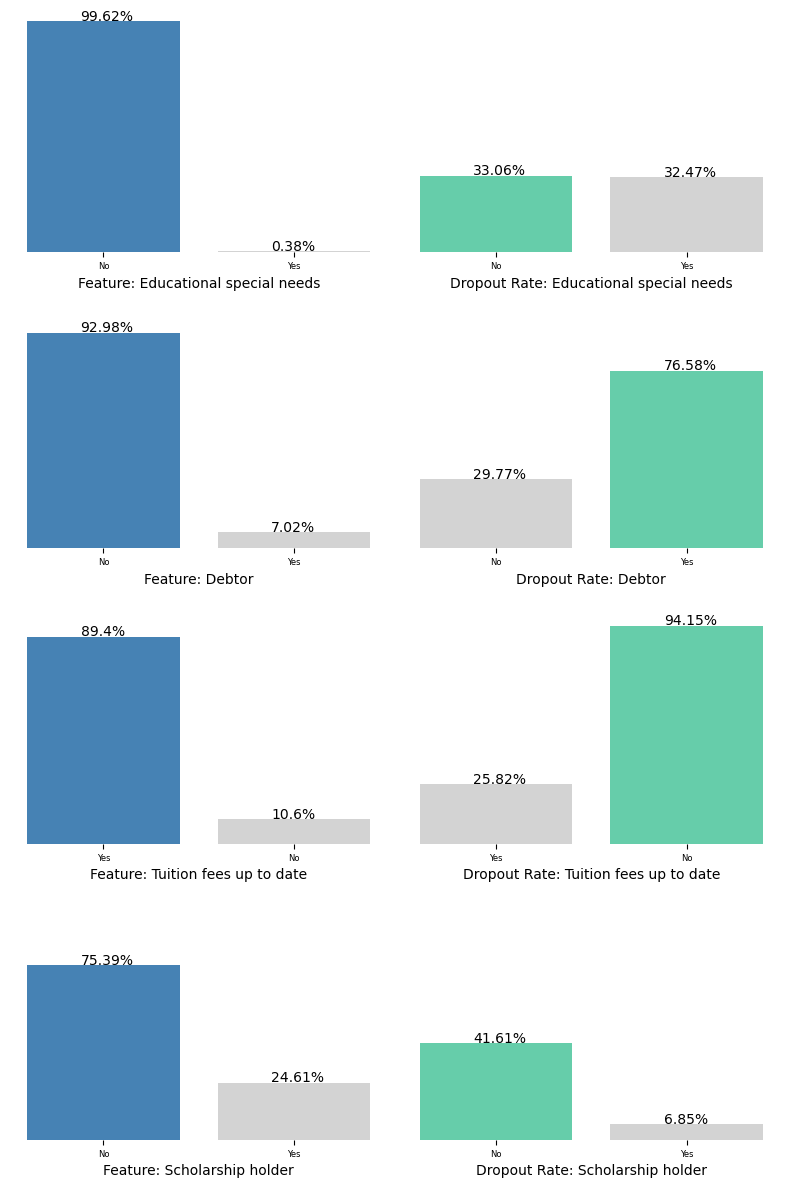 99.62%
0.38%
33.06%
32.47%
No
Yes
No
Yes
Feature: Educational special needs
Dropout Rate: Educational special needs
92.98%
7.02%
29.77%
76.58%
No
Yes
No
Yes
Feature: Debtor
Dropout Rate: Debtor
89.4%
10.6%
25.82%
94.15%
Yes
No
Yes
No
Feature: Tuition fees up to date
Dropout Rate: Tuition fees up to date
75.39%
24.61%
41.61%
6.85%
No
Yes
No
Yes
Feature: Scholarship holder
Dropout Rate: Scholarship holder